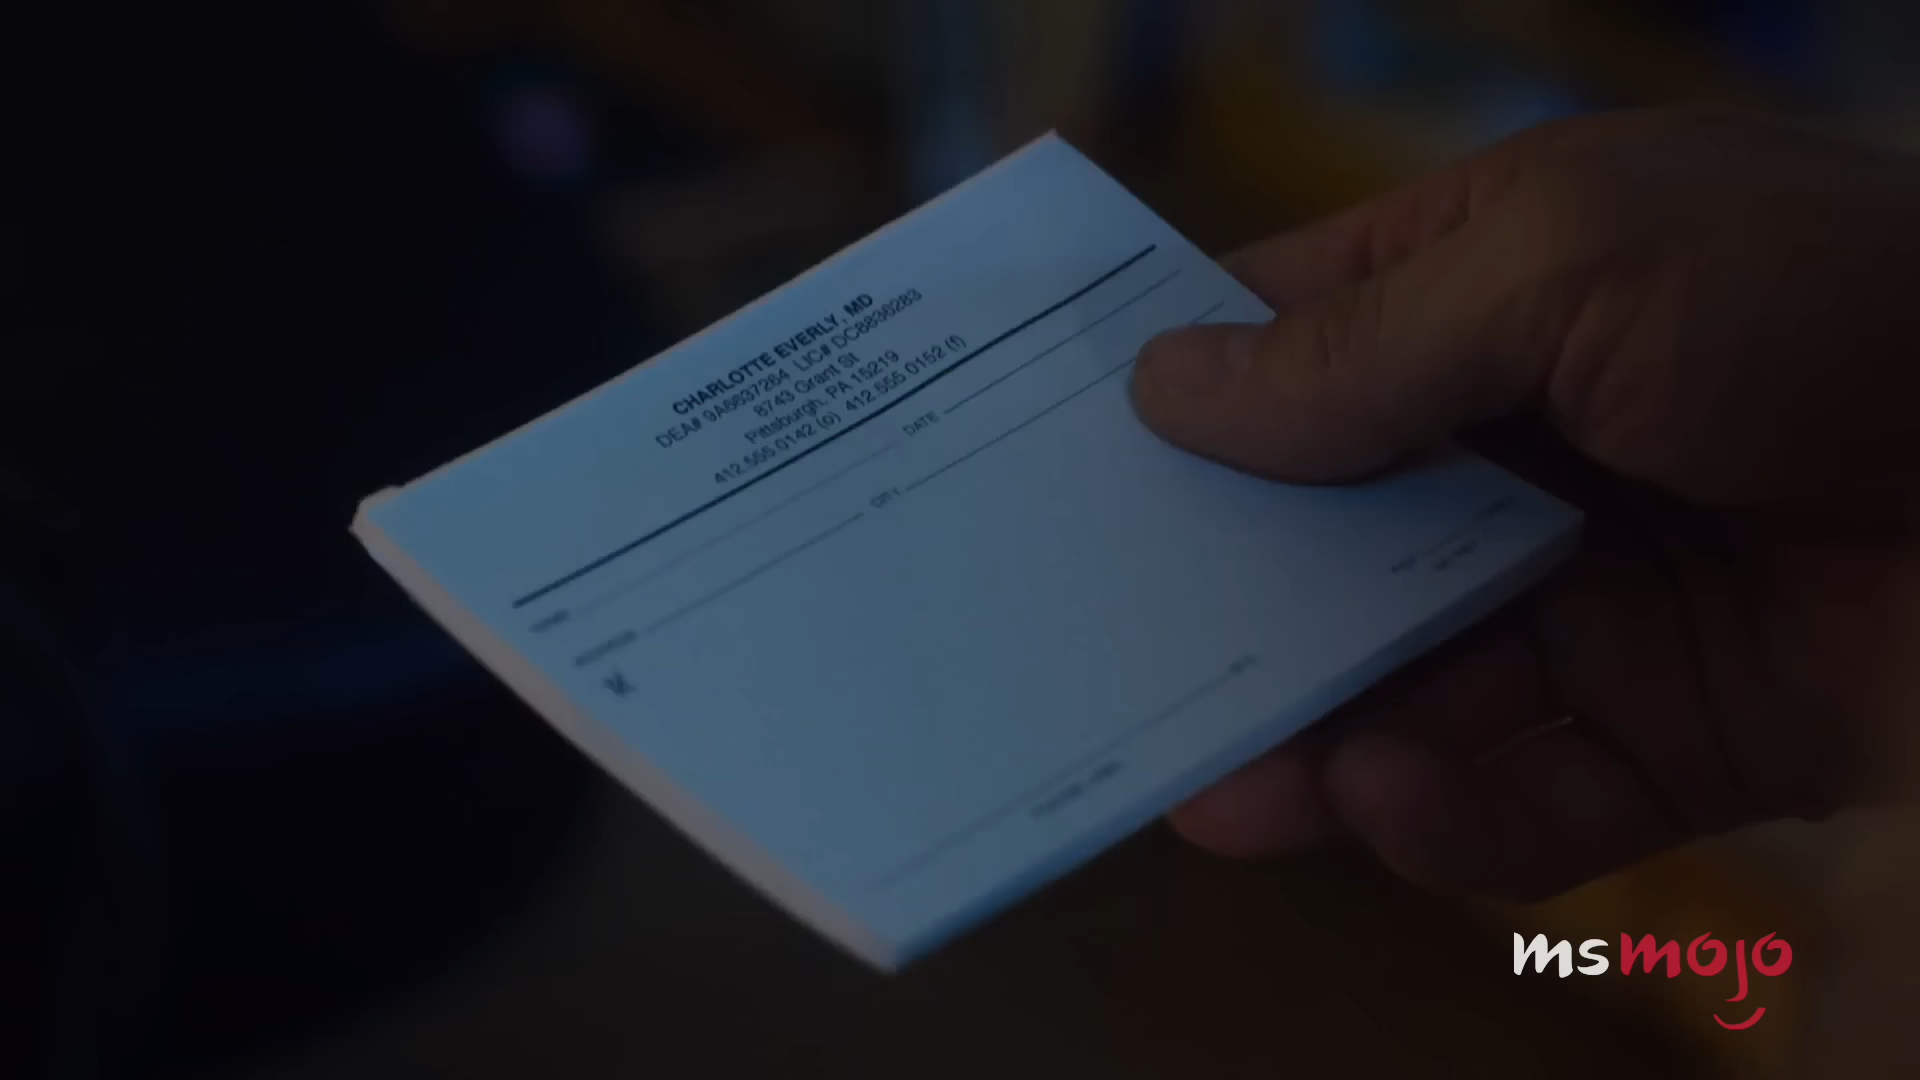 CHARLOTTE EVERLY, MD
DEA# 9A6637264 LIC# DC8836283
8743 Grant St
Pittsburgh, PA 15219
412.555.0142 (o) 412.555.0152 (f)
DATE
CITY
msmojo